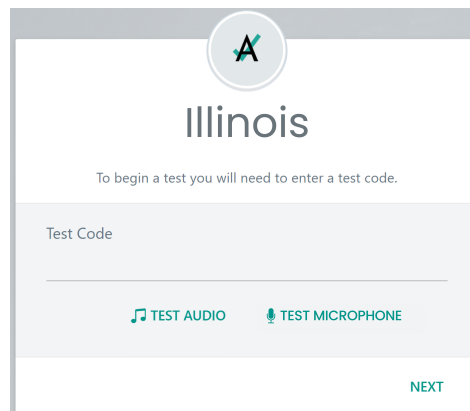 Illinois
To begin a test you will need to enter a test code.
Test Code
TEST AUDIO
TEST MICROPHONE
NEXT